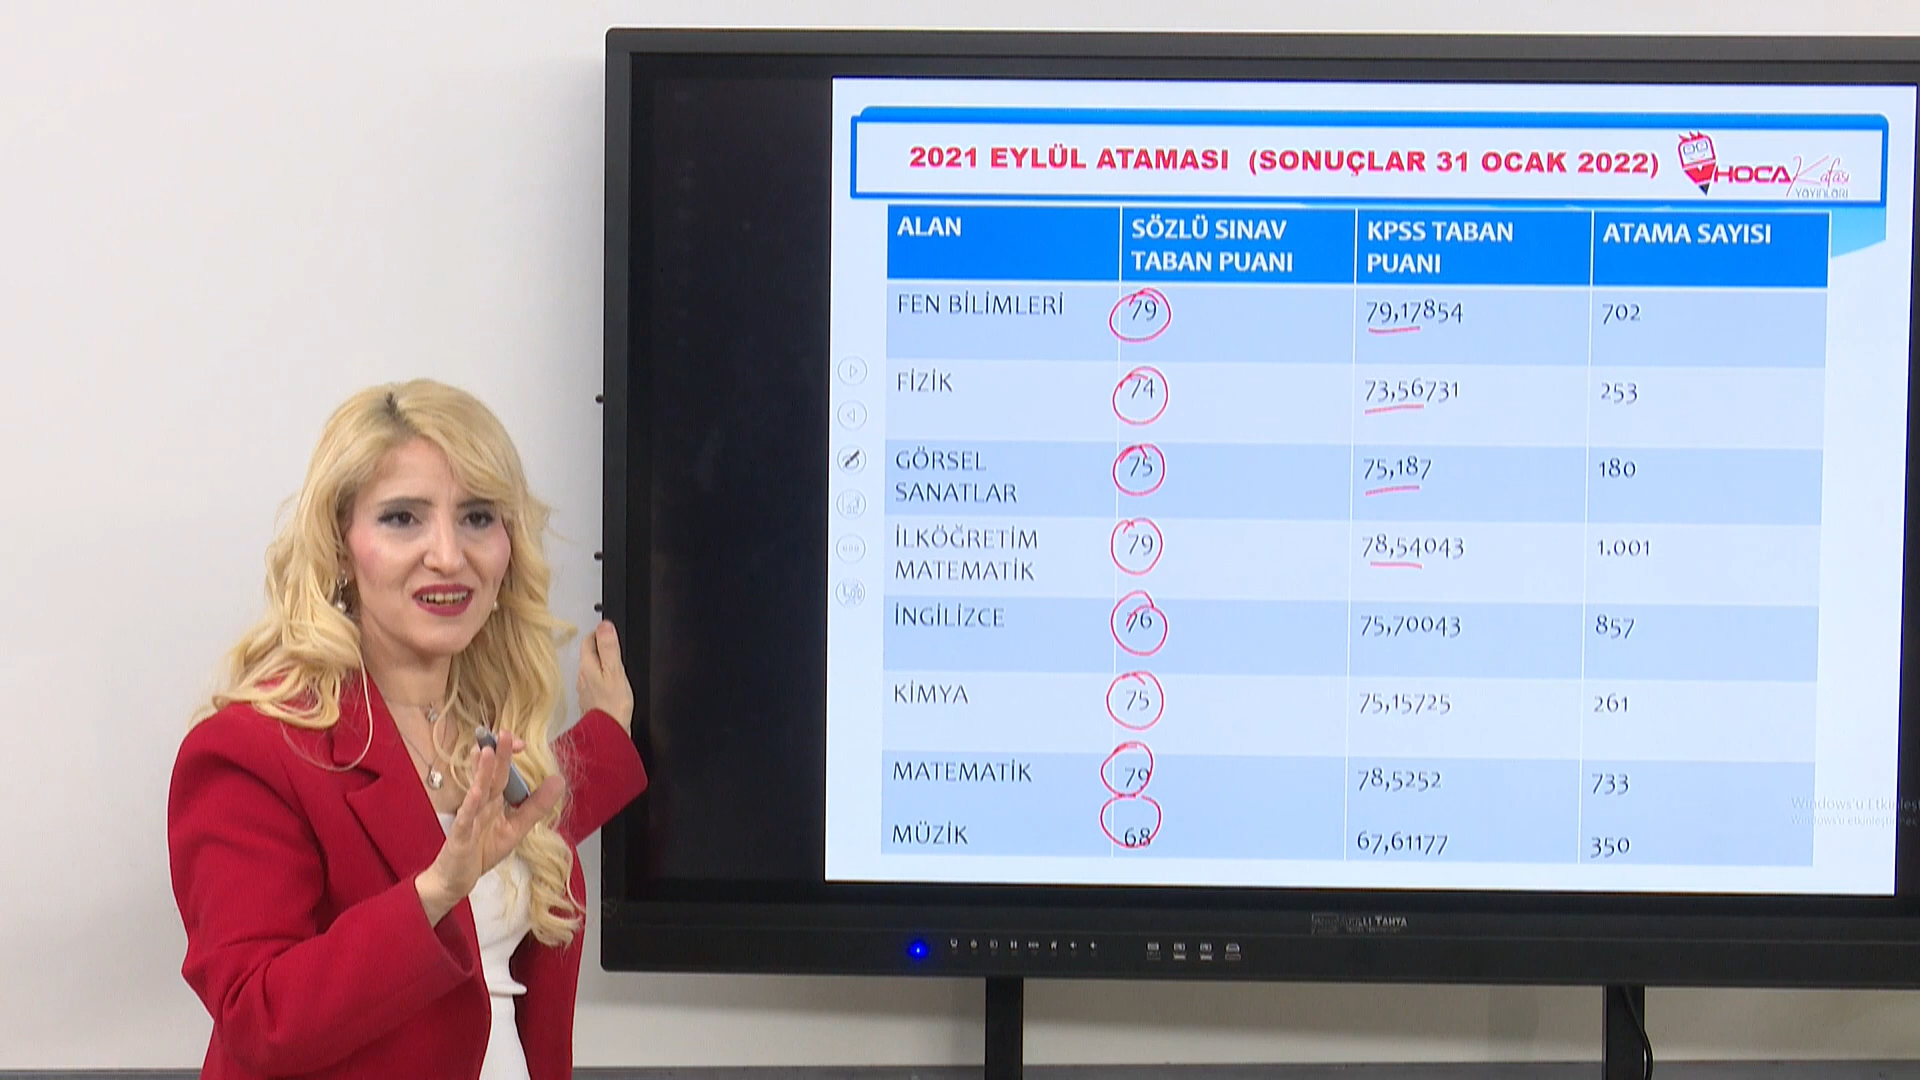 2021 EYLÜL ATAMASI (SONUÇLAR 31 OCAK 2022)
HOCA Kafası
YAYINLARI
ALAN
SÖZLÜ SINAV
TABAN PUANI
KPSS TABAN
PUANI
ATAMA SAYISI
FEN BİLİMLERİ 79 79,17854 702
FİZİK 74 73,56731 253
GÖRSEL
SANATLAR 75 75,187 180
İLKÖĞRETİM
MATEMATİK 79 78,54043 1.001
İNGİLİZCE 76 75,70043 857
KİMYA 75 75,15725 261
MATEMATİK 79 78,5252 733
MÜZİK 68 67,61177 350
Windows'u Etkinleşt
TAHTA